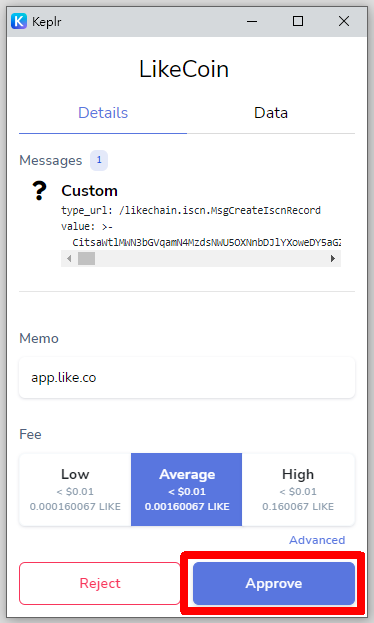 Keplr
LikeCoin
Details Data
Messages 1
? Custom
type_url: /likechain.iscn.MsgCreateIscnRecord
value: >-
Memo
app.like.co
Fee
Low Average High
< $0.01 < $0.01 < $0.01
0.000160067 LIKE 0.00160067 LIKE 0.160067 LIKE
Advanced
Reject Approve